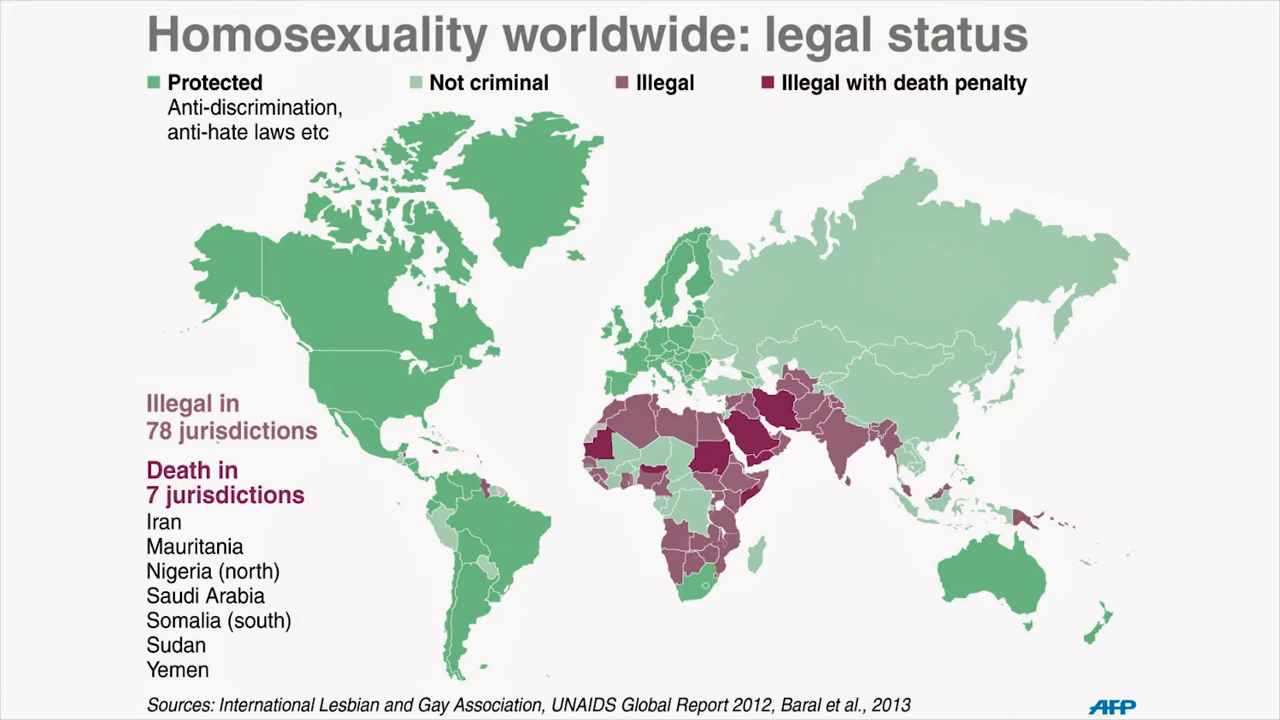 Homosexuality worldwide: legal status
Protected
Anti-discrimination,
anti-hate laws etc
Not criminal
Illegal
Illegal with death penalty
Illegal in
78 jurisdictions
Death in
7 jurisdictions
Iran
Mauritania
Nigeria (north)
Saudi Arabia
Somalia (south)
Sudan
Yemen
Sources: International Lesbian and Gay Association, UNAIDS Global Report 2012, Baral et al., 2013
AFP